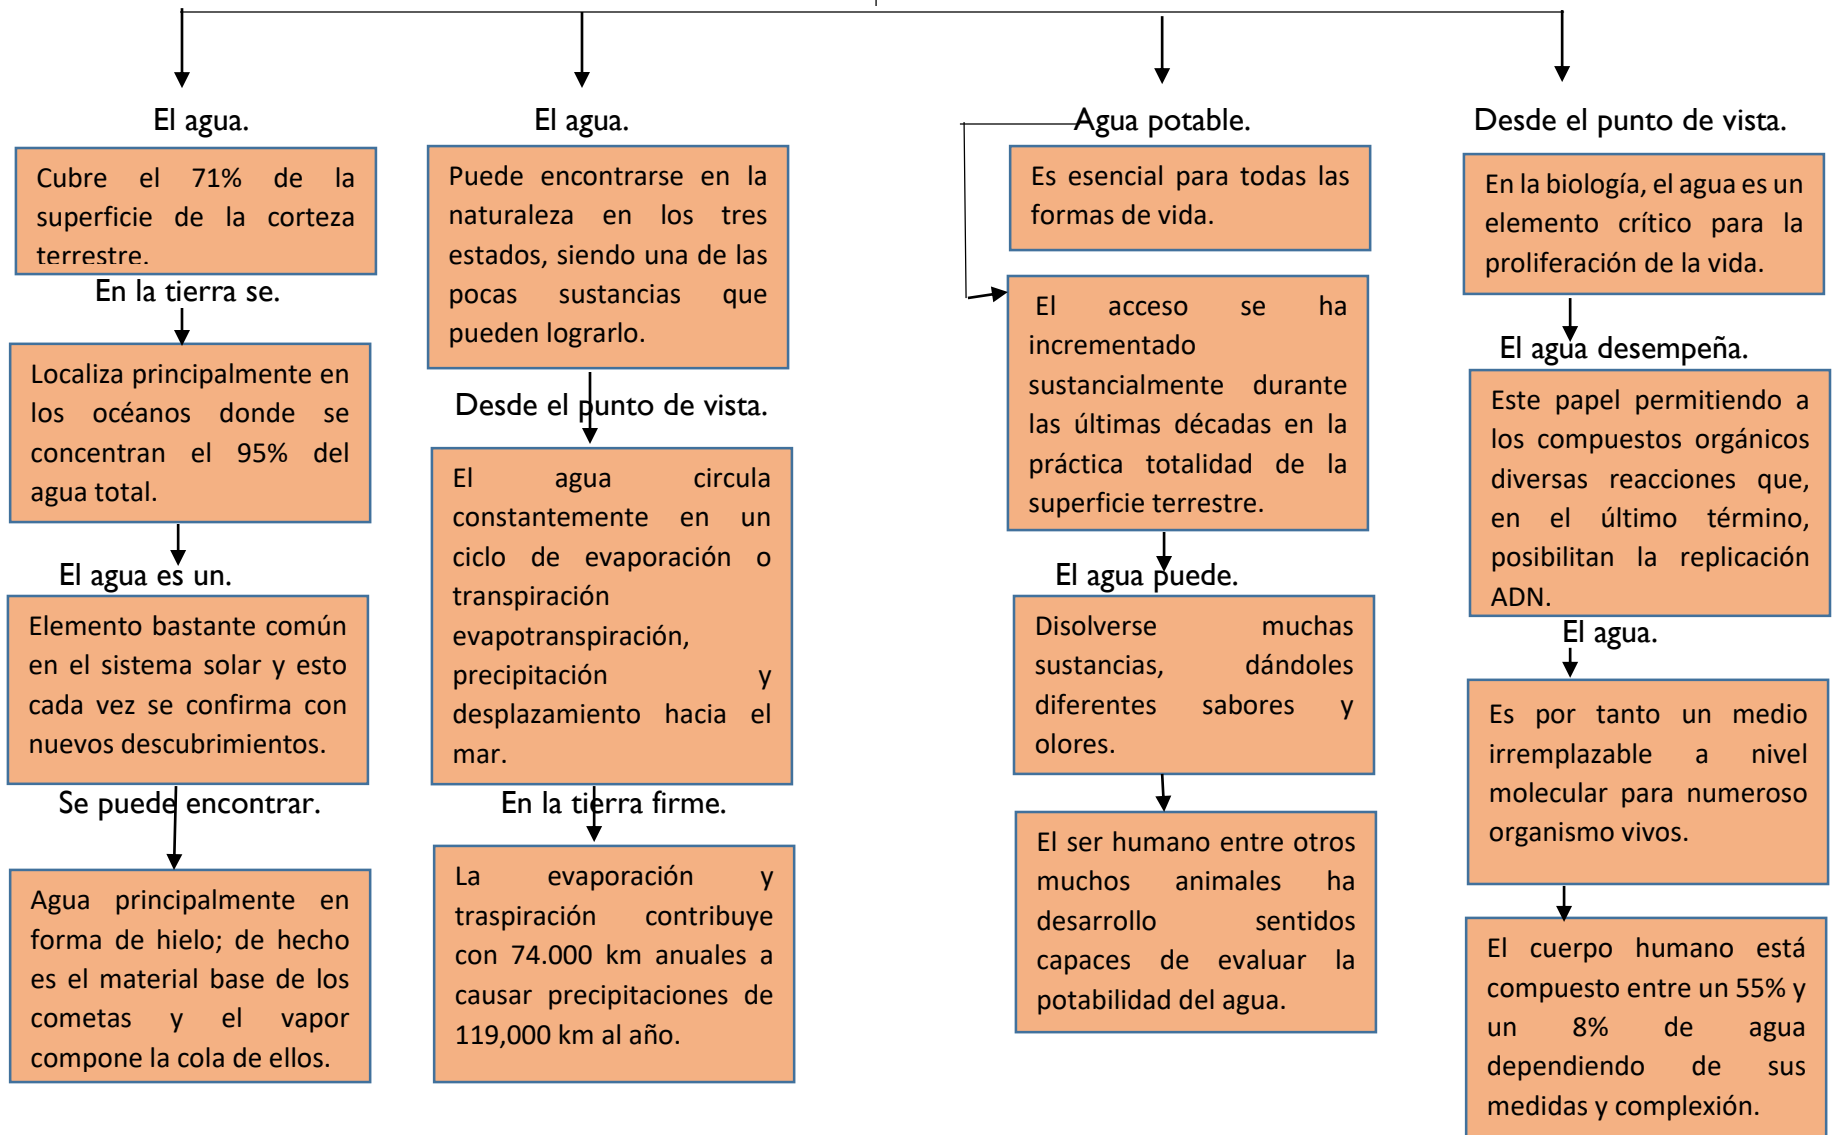 El agua.
Cubre el 71% de la
superficie de la corteza
terrestre.
En la tierra se.
Localiza principalmente en
los océanos donde se
concentran el 95% del
agua total.
El agua es un.
Elemento bastante común
en el sistema solar y esto
cada vez se confirma con
nuevos descubrimientos.
Se puede encontrar.
Agua principalmente en
forma de hielo; de hecho
es el material base de los
cometas y el vapor
compone la cola de ellos.
El agua.
Puede encontrarse en la
naturaleza en los tres
estados, siendo una de las
pocas sustancias que
pueden lograrlo.
Desde el punto de vista.
El agua circula
constantemente en un
ciclo de evaporación o
transpiración
evapotranspiración,
precipitación y
desplazamiento hacia el
mar.
En la tierra firme.
La evaporación y
traspiración contribuye
con 74.000 km anuales a
causar precipitaciones de
119,000 km al año.
Agua potable.
Es esencial para todas las
formas de vida.
El acceso se ha
incrementado
sustancialmente durante
las últimas décadas en la
práctica totalidad de la
superficie terrestre.
El agua puede.
Disolverse muchas
sustancias, dándoles
diferentes sabores y
olores.
El ser humano entre otros
muchos animales ha
desarrollo sentidos
capaces de evaluar la
potabilidad del agua.
Desde el punto de vista.
En la biología, el agua es un
elemento crítico para la
proliferación de la vida.
El agua desempeña.
Este papel permitiendo a
los compuestos orgánicos
diversas reacciones que,
en el último término,
posibilitan la replicación
ADN.
El agua.
Es por tanto un medio
irremplazable a nivel
molecular para numeroso
organismo vivos.
El cuerpo humano está
compuesto entre un 55% y
un 8% de agua
dependiendo de sus
medidas y complexión.